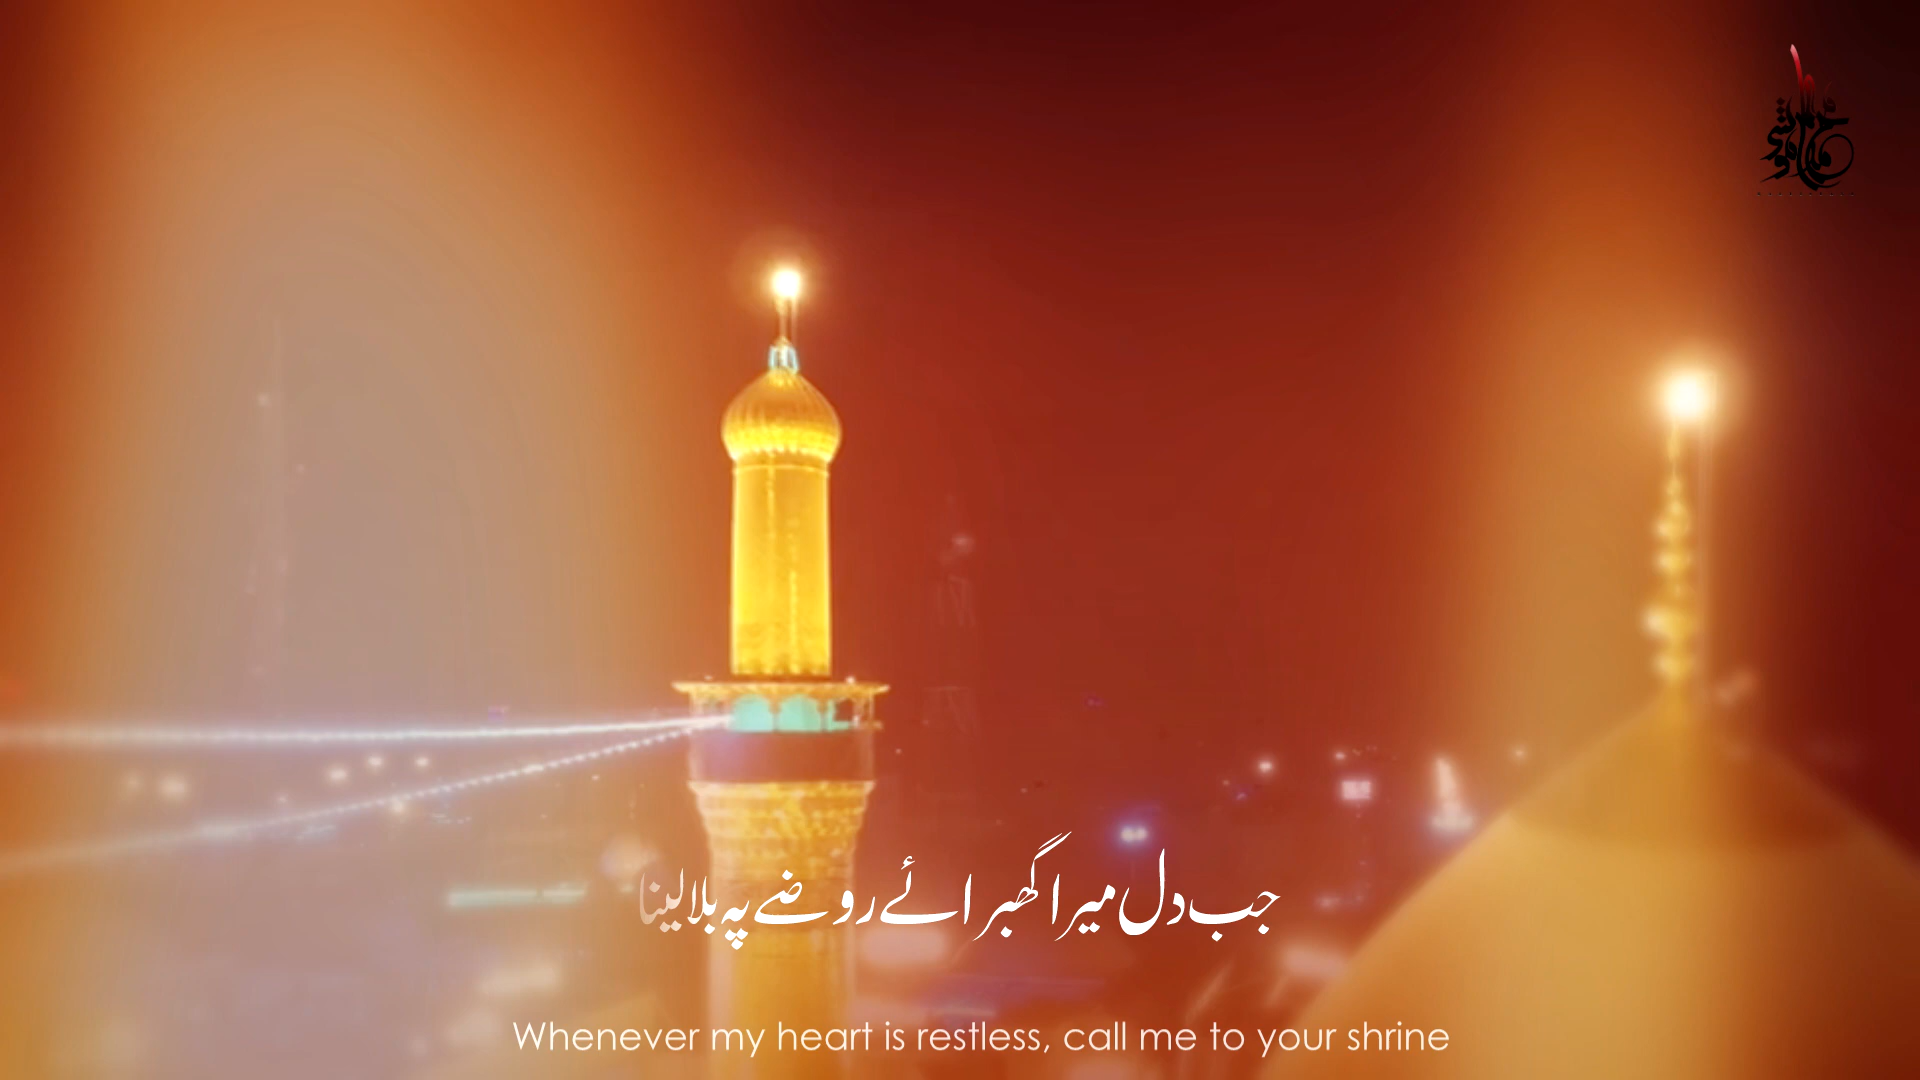 جب دل میرا گھبرائے روضے پہ بلا لینا
Whenever my heart is restless, call me to your shrine